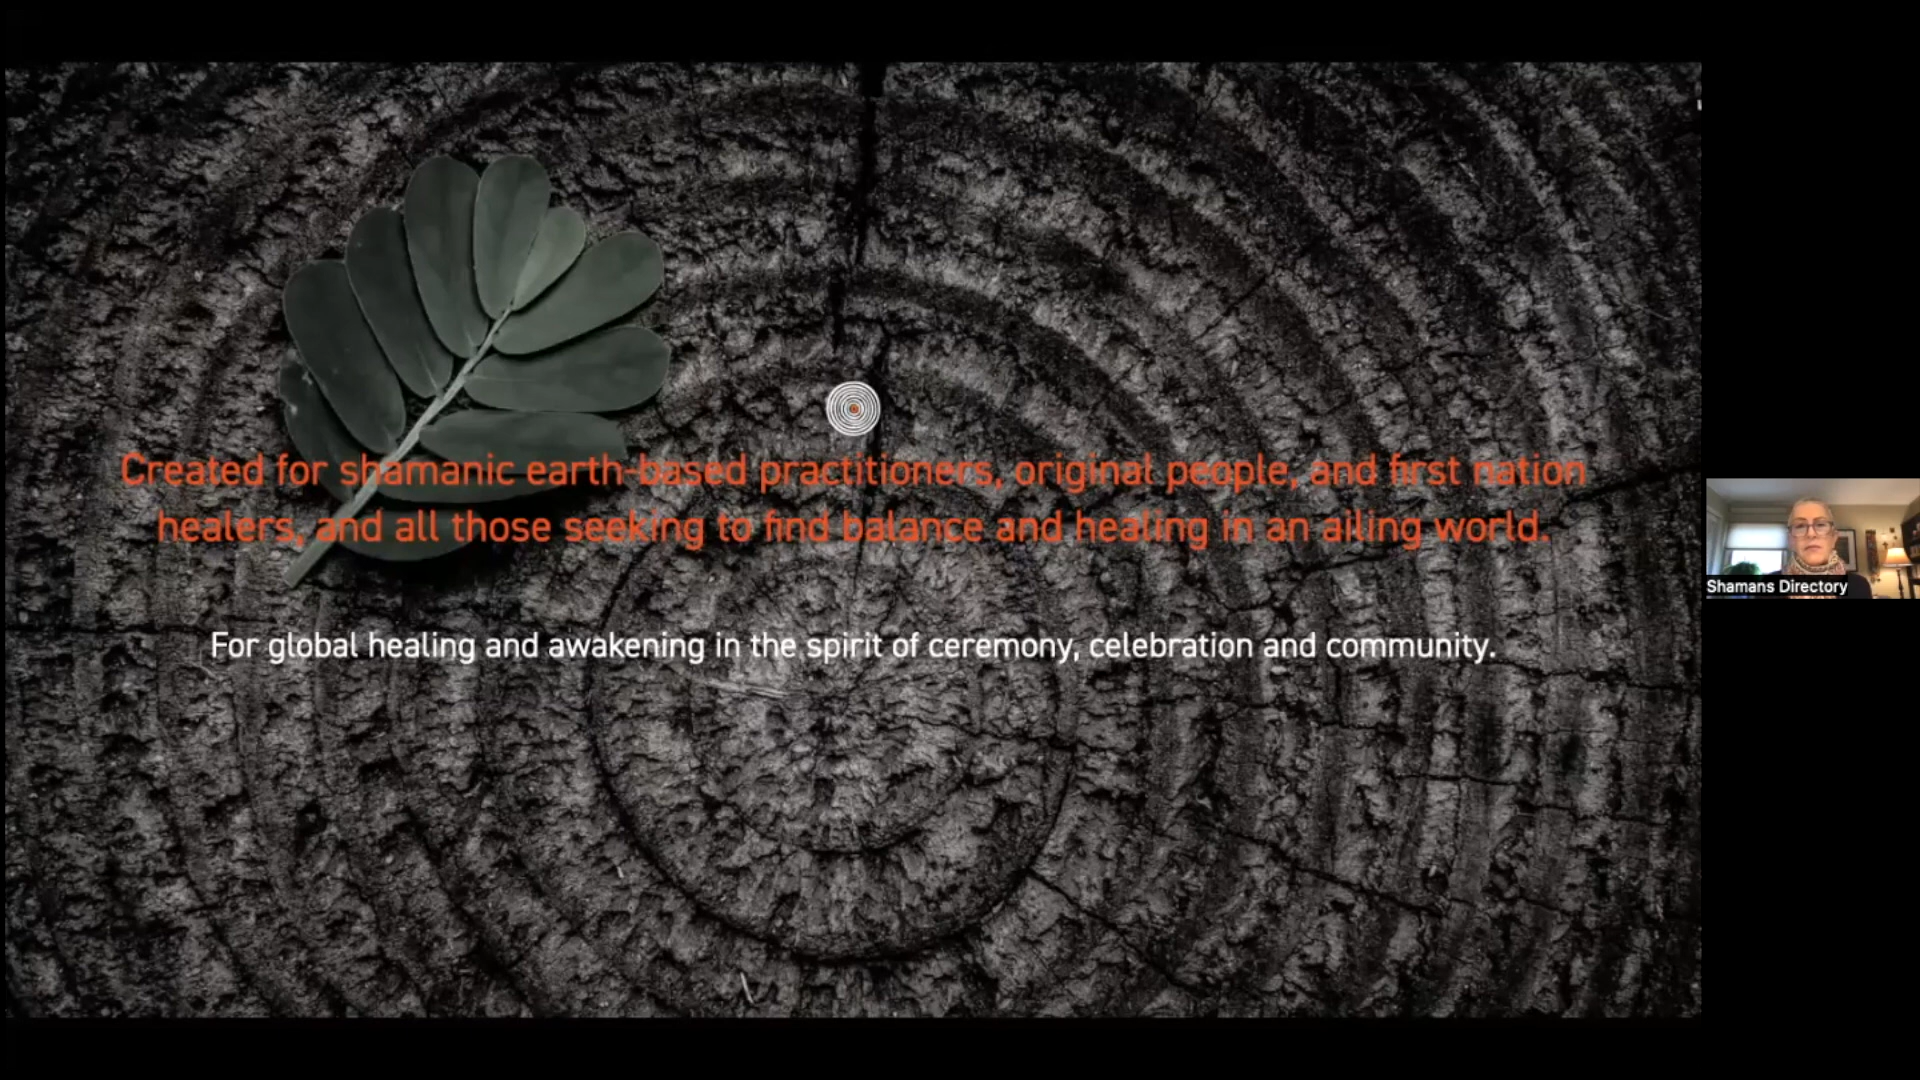 Created for shamanic earth-based practitioners, original people, and first nation
healers, and all those seeking to find balance and healing in an ailing world.
For global healing and awakening in the spirit of ceremony, celebration and community.
Shamans Directory